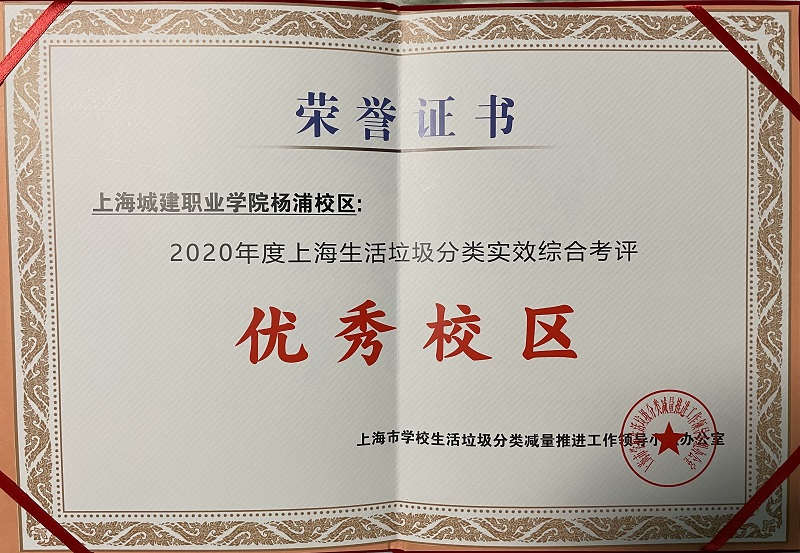 荣誉证书
上海城建职业学院杨浦校区:
2020年度上海生活垃圾分类实效综合考评
优秀校区
上海市学校生活垃圾分类减量推进工作领导小组办公室